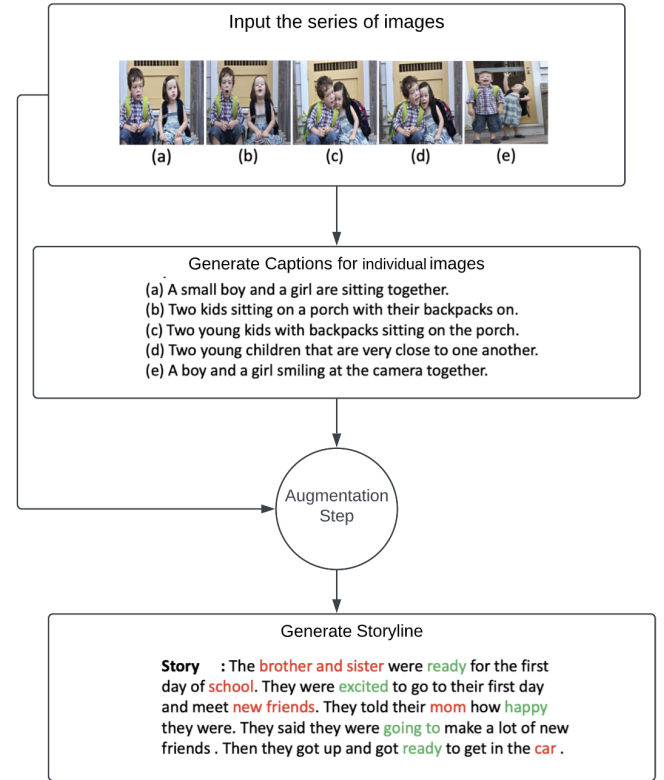 Input the series of images
(a) (b) (c) (d) (e)
Generate Captions for individual images
(a) A small boy and a girl are sitting together.
(b) Two kids sitting on a porch with their backpacks on.
(c) Two young kids with backpacks sitting on the porch.
(d) Two young children that are very close to one another.
(e) A boy and a girl smiling at the camera together.
Augmentation
Step
Generate Storyline
Story : The brother and sister were ready for the first
day of school. They were excited to go to their first day
and meet new friends. They told their mom how happy
they were. They said they were going to make a lot of new
friends . Then they got up and got ready to get in the car .